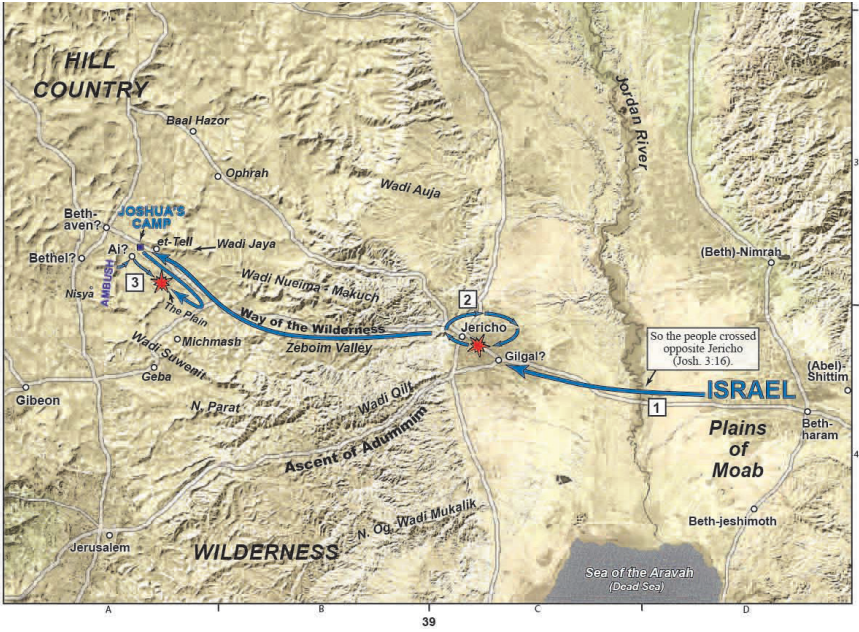 HILL
COUNTRY
Baal Hazor
Ophrah
Wadi Auja
Jordan River
3
Beth-
aven?
JOSHUA'S
CAMP
et-Tell
Wadi Jaya
Ai?
Bethel?
AMBUSH
Nisya
3
The Plain
Wadi Nueima - Makuch
Way of the Wilderness
Zeboim Valley
2
Jericho
Gilgal?
(Beth)-Nimrah
So the people crossed
opposite Jericho
(Josh. 3:16).
ISRAEL
1
(Abel)-
Shittim
Beth-
haram
Plains
of
Moab
Michmash
Wadi Suwenit
Geba
Gibeon
N. Parat
Wadi Qilt
Ascent of Adummim
4
Beth-jeshimoth
N. Og, Wadi Mukalik
Jerusalem
WILDERNESS
Sea of the Aravah
(Dead Sea)
A
B
C
D
39